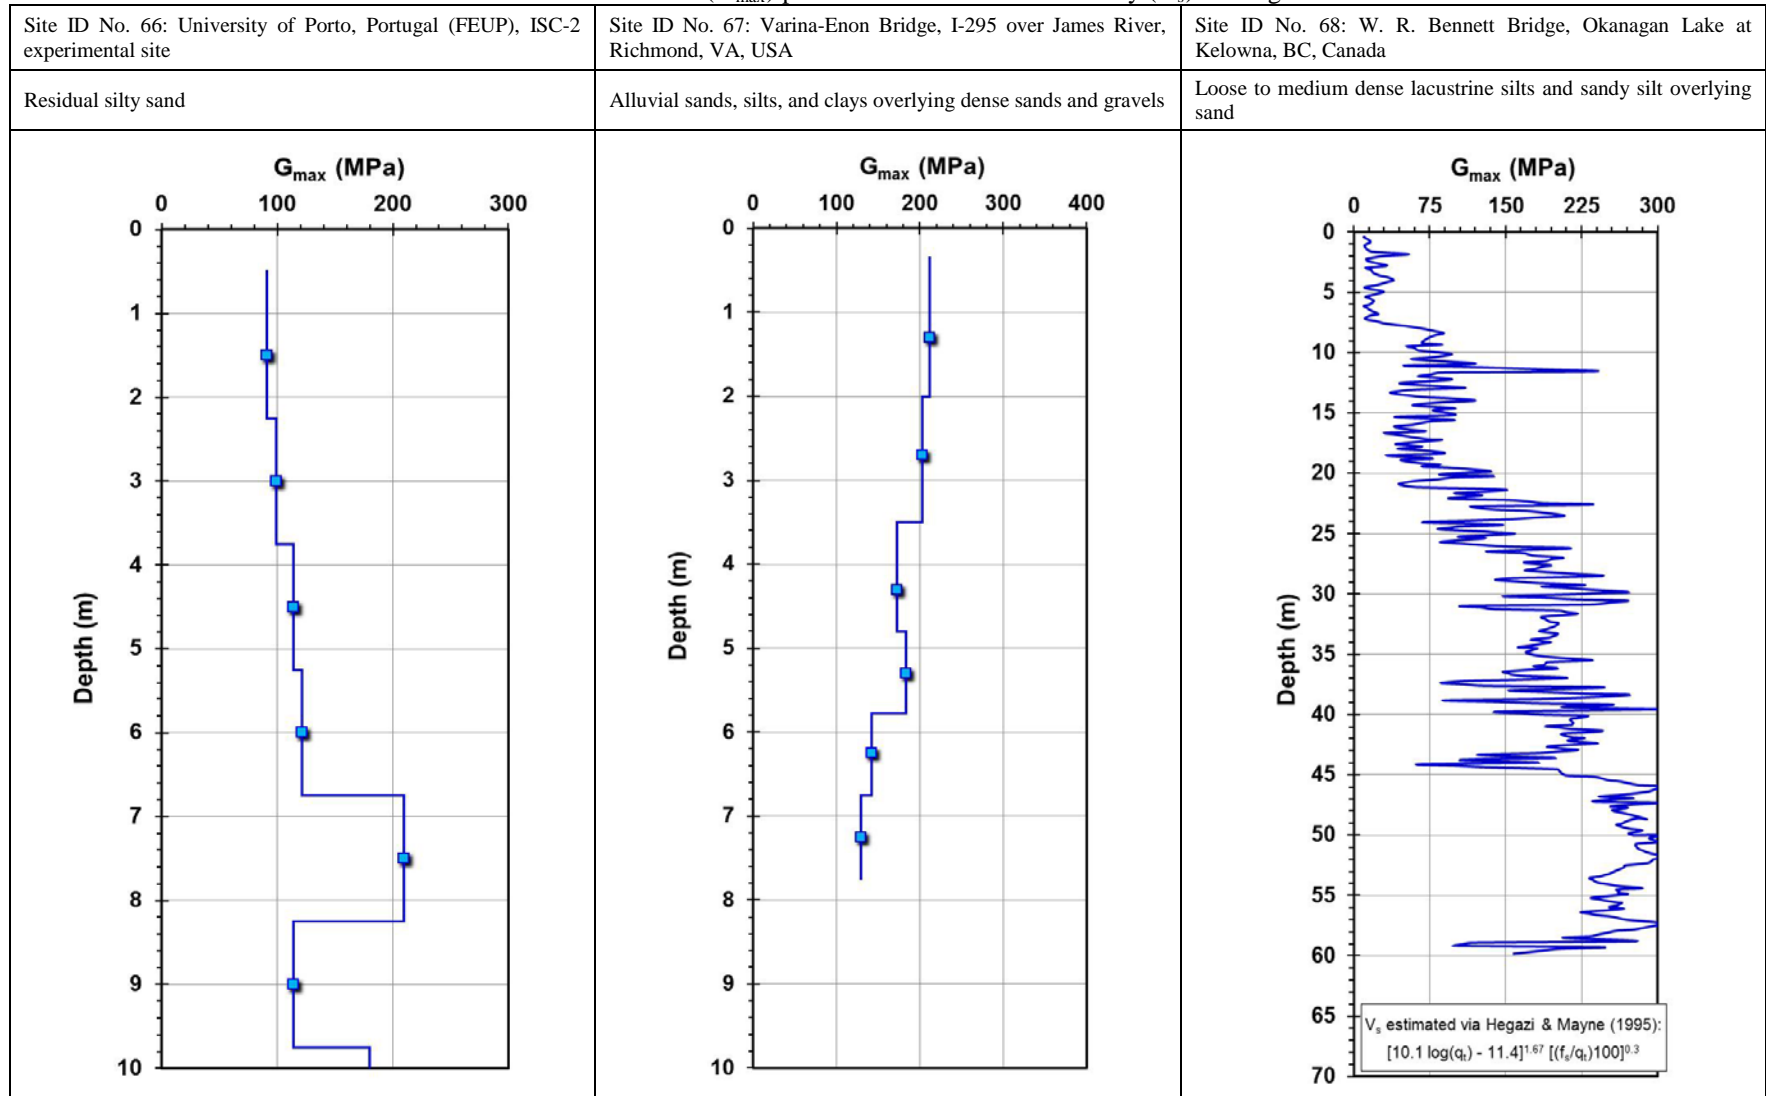 Site ID No. 66: University of Porto, Portugal (FEUP), ISC-2
experimental site
Site ID No. 67: Varina-Enon Bridge, I-295 over James River,
Richmond, VA, USA
Site ID No. 68: W. R. Bennett Bridge, Okanagan Lake at
Kelowna, BC, Canada
Residual silty sand
Alluvial sands, silts, and clays overlying dense sands and gravels
Loose to medium dense lacustrine silts and sandy silt overlying
sand
Gmax (MPa)
0 100 200 300
Depth (m)
0
1
2
3
4
5
6
7
8
9
10
Gmax (MPa)
0 100 200 300 400
Depth (m)
0
1
2
3
4
5
6
7
8
9
10
Gmax (MPa)
0 75 150 225 300
Depth (m)
0
5
10
15
20
25
30
35
40
45
50
55
60
65
70
Vs estimated via Hegazi & Mayne (1995):
[10.1 log(qt) - 11.4]1.67 [(fs/qt)100]0.3